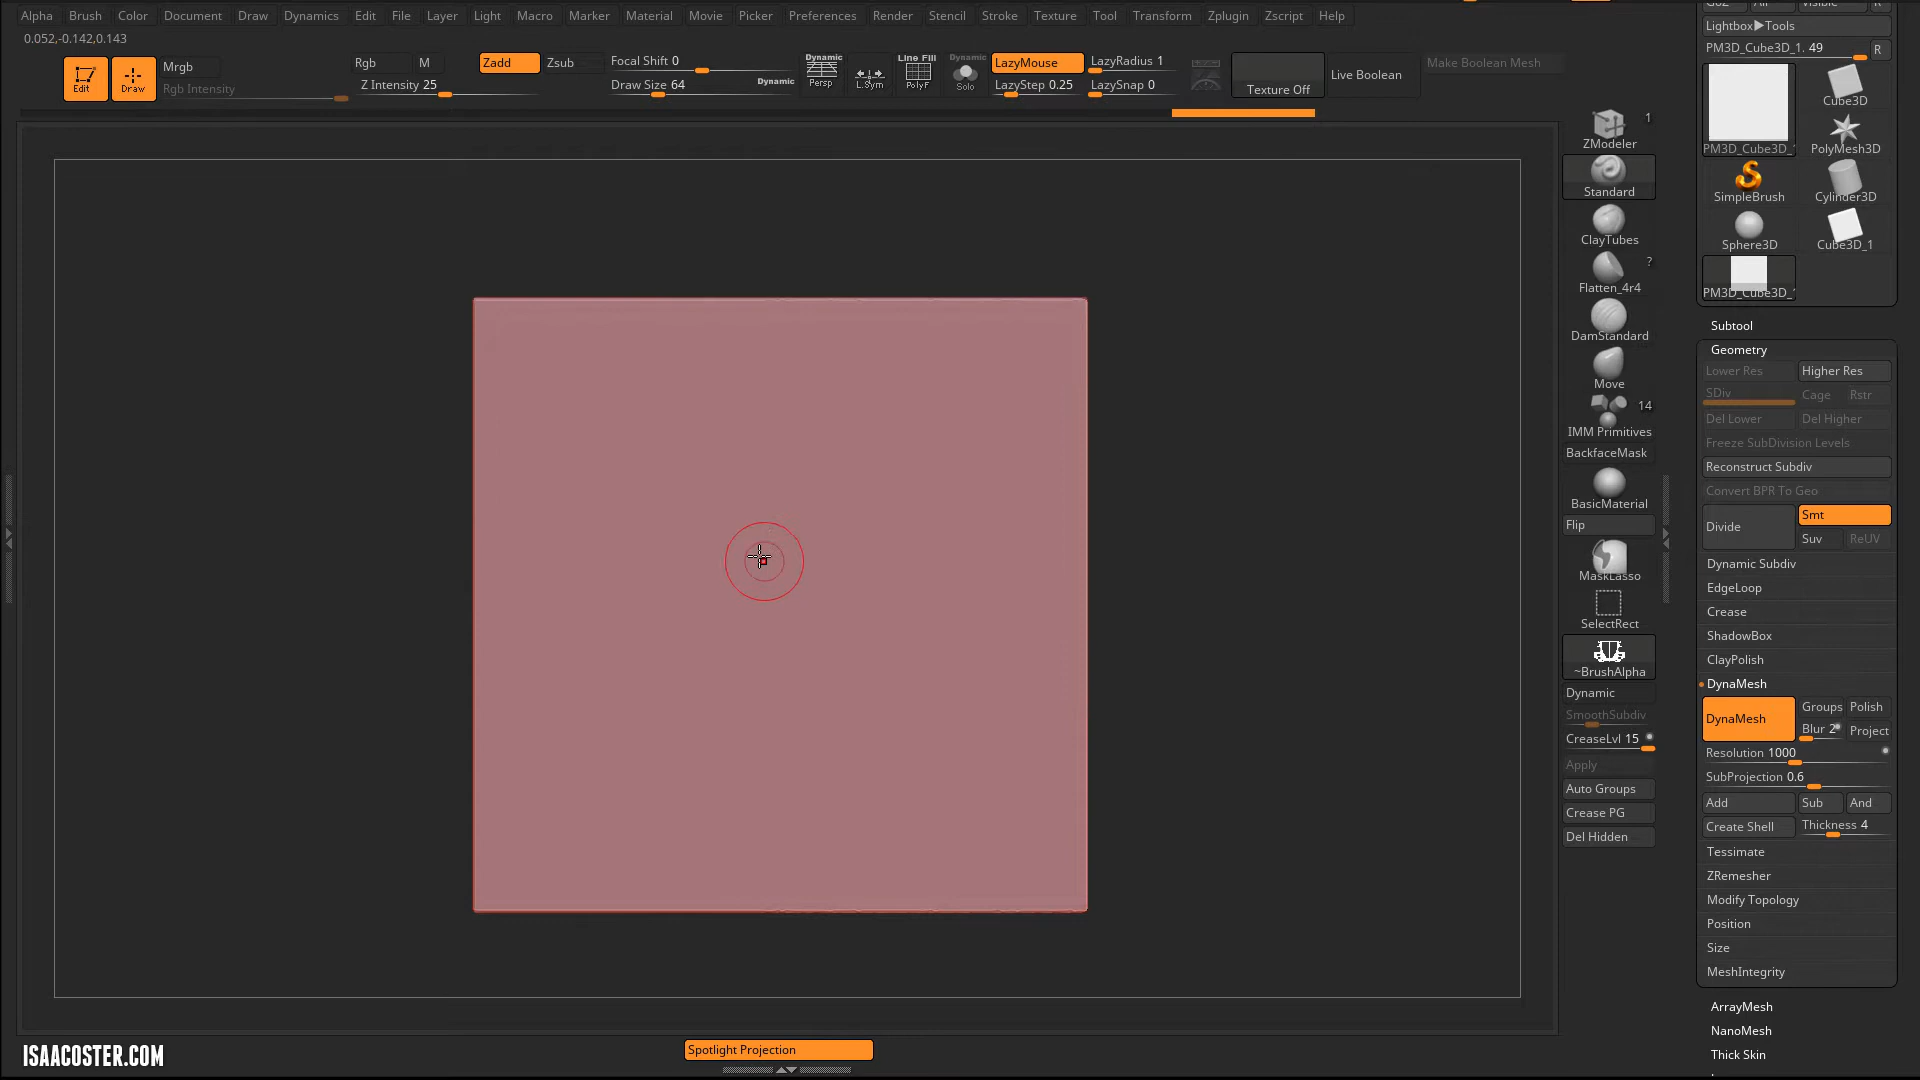 Alpha Brush Color Document Draw Dynamics Edit File Layer Light Macro Marker Material Movie Picker Preferences Render Stencil Stroke Texture Tool Transform Zplugin Zscript Help
0.052,-0.142,0.143
Edit
Draw
Mrgb
Rgb Intensity
Rgb
M
Z Intensity 25
Zadd
Zsub
Focal Shift 0
Draw Size 64
Dynamic
Dynamic
Persp
L.Sym
Line Fill
PolyF
Dynamic
Solo
LazyMouse
LazyStep 0.25
LazyRadius 1
LazySnap 0
Texture Off
Live Boolean
Make Boolean Mesh
1
ZModeler
Standard
ClayTubes
?
Flatten_4r4
DamStandard
Move
14
IMM Primitives
BackfaceMask
BasicMaterial
Flip
MaskLasso
SelectRect
~BrushAlpha
Dynamic
SmoothSubdiv
CreaseLvl 15
Apply
Auto Groups
Crease PG
Del Hidden
Lightbox▶Tools
PM3D_Cube3D_1. 49
R
PM3D_Cube3D_
Cube3D
PolyMesh3D
SimpleBrush
Cylinder3D
Sphere3D
Cube3D_1
PM3D_Cube3D_
Subtool
Geometry
Lower Res
Higher Res
SDiv
Cage
Rstr
Del Lower
Del Higher
Freeze SubDivision Levels
Reconstruct Subdiv
Convert BPR To Geo
Divide
Smt
Suv
ReUV
Dynamic Subdiv
EdgeLoop
Crease
ShadowBox
ClayPolish
DynaMesh
DynaMesh
Groups
Polish
Blur 2
Project
Resolution 1000
SubProjection 0.6
Add
Sub
And
Create Shell
Thickness 4
Tessimate
ZRemesher
Modify Topology
Position
Size
MeshIntegrity
ArrayMesh
NanoMesh
Thick Skin
Spotlight Projection
ISAACOSTER.COM